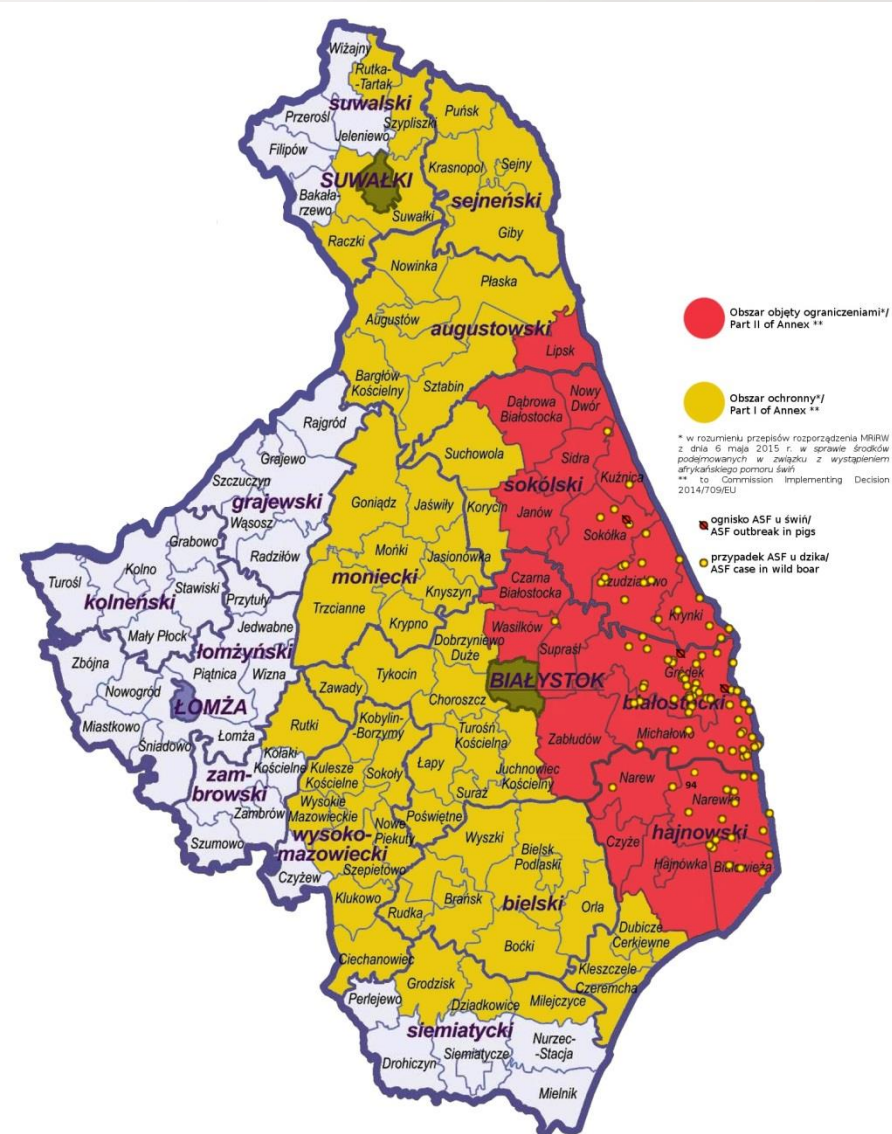 Wiżajny
Rutka-
-Tartak
suwalski
Przerośl
Szypliszki
Jeleniewo
Filipów
Puńsk
SUWAŁKI
Krasnopol
Sejny
Bakała-
rzewo
Suwałki
sejneński
Raczki
Giby
Nowinka
Płaska
Augustów
augustowski
Lipsk
Bargłów
Kościelny
Sztabin
Obszar objęty ograniczeniami*/
Part II of Annex **
Obszar ochronny*/
Part I of Annex **
* w rozumieniu przepisów rozporządzenia MRiRW
z dnia 6 maja 2015 r. w sprawie środków
podejmowanych w związku z wystąpieniem
afrykańskiego pomoru świń
** to Commission Implementing Decision
2014/709/EU
ognisko ASF u świń/
ASF outbreak in pigs
przypadek ASF u dzika/
ASF case in wild boar
Rajgród
Dąbrowa
Białostocka
Nowy
Dwór
Grajewo
Suchowola
Sidra
Szczuczyn
grajewski
sokólski
Kuźnica
Goniądz
Jaświły
Korycin
Janów
Wąsosz
Sokółka
Grabowo
Radziłów
Mońki
Jasionówka
Turośl
Kolno
Stawiski
moniecki
Czarna
Białostocka
kolneński
Przytuły
Trzcianne
Knyszyn
Krynki
Mały Płock
Jedwabne
Krypno
Wasilków
łomżyński
Dobrzyniewo
Duże
Supraśl
Zbójna
Piątnica
Wizna
Tykocin
Gródek
Nowogród
Zawady
BIAŁYSTOK
ŁOMŻA
Choroszcz
białostocki
Miastkowo
Rutki
Kobylin-
-Borzymy
Śniadowo
Łomża
Turośń
Kościelna
Zabłudów
Michałowo
Kołaki
Kościelne
Kulesze
Kościelne
Sokoły
Łapy
Juchnowiec
Kościelny
zam-
browski
Narew
Suraż
94
Zambrów
Wysokie
Mazowieckie
Nowe
Piekuty
Poświętne
Narewka
Szumowo
wysoko-
mazowiecki
Wyszki
Bielsk
Podlaski
Czyże
hajnowski
Szepietowo
Hajnówka
Białowieża
Czyżew
Klukowo
Rudka
Brańsk
bielski
Orla
Boćki
Dubicze
Cerkiewne
Ciechanowiec
Kleszczele
Grodzisk
Czeremcha
Perlejewo
Dziadkowice
Milejczyce
siemiatycki
Drohiczyn
Siemiatycze
Nurzec-
-Stacja
Mielnik